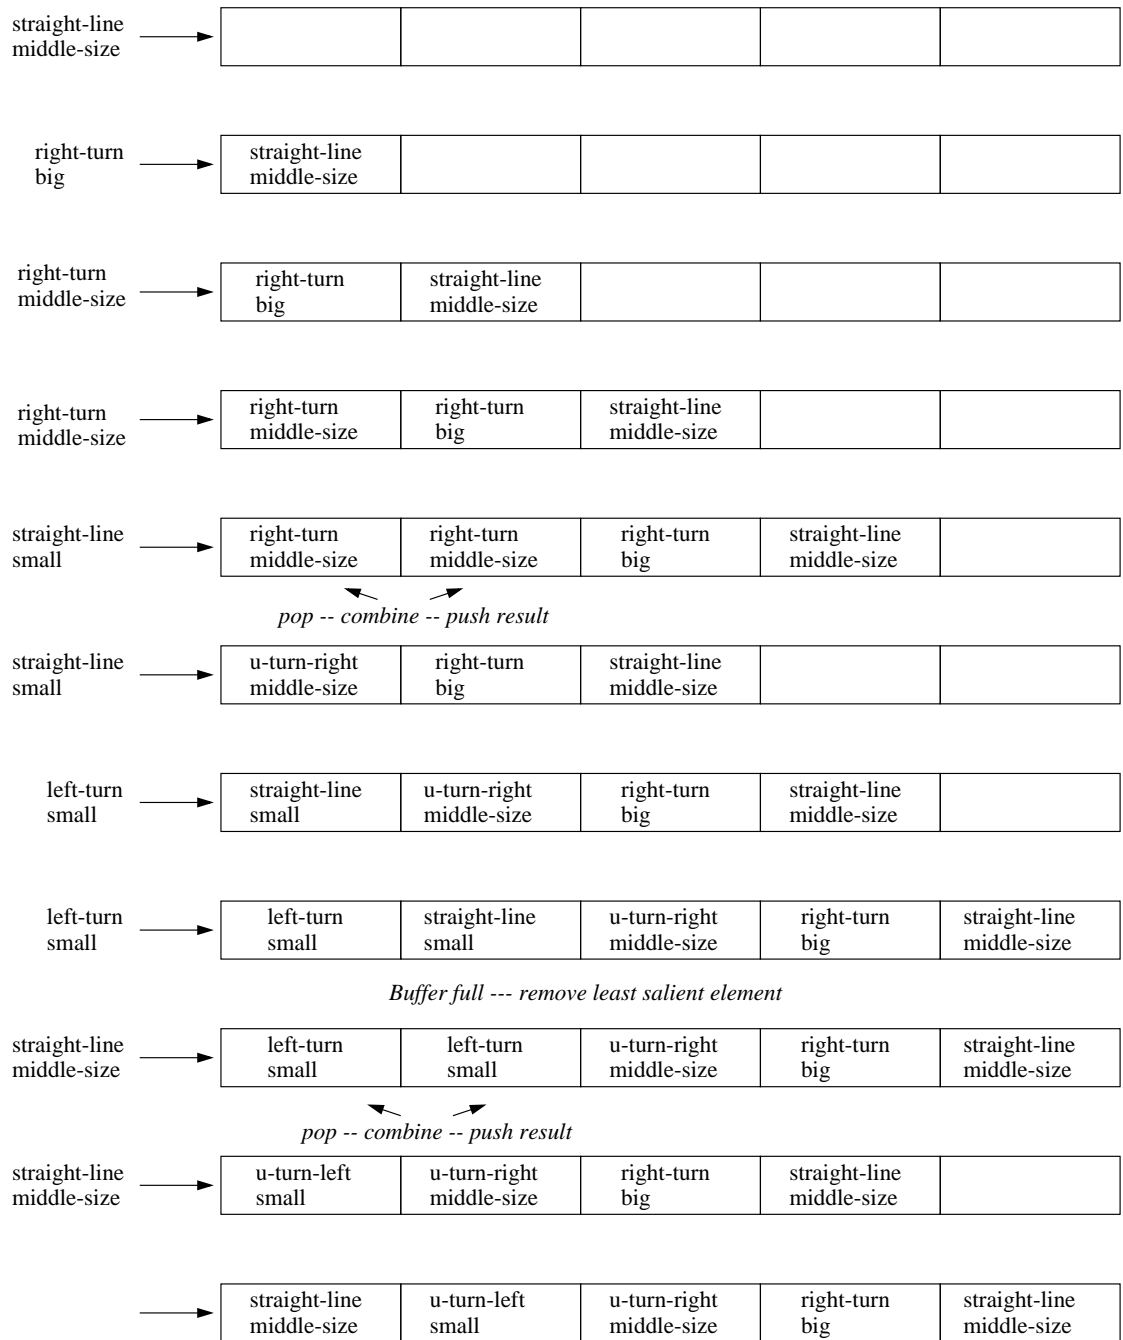 straight-line
middle-size
right-turn
big
straight-line
middle-size
right-turn
middle-size
right-turn
big
straight-line
middle-size
right-turn
middle-size
right-turn
middle-size
right-turn
big
straight-line
middle-size
straight-line
small
right-turn
middle-size
right-turn
middle-size
right-turn
big
straight-line
middle-size
pop -- combine -- push result
straight-line
small
u-turn-right
middle-size
right-turn
big
straight-line
middle-size
left-turn
small
straight-line
small
u-turn-right
middle-size
right-turn
big
straight-line
middle-size
left-turn
small
left-turn
small
straight-line
small
u-turn-right
middle-size
right-turn
big
straight-line
middle-size
Buffer full --- remove least salient element
straight-line
middle-size
left-turn
small
left-turn
small
u-turn-right
middle-size
right-turn
big
straight-line
middle-size
pop -- combine -- push result
straight-line
middle-size
u-turn-left
small
u-turn-right
middle-size
right-turn
big
straight-line
middle-size
straight-line
middle-size
u-turn-left
small
u-turn-right
middle-size
right-turn
big
straight-line
middle-size